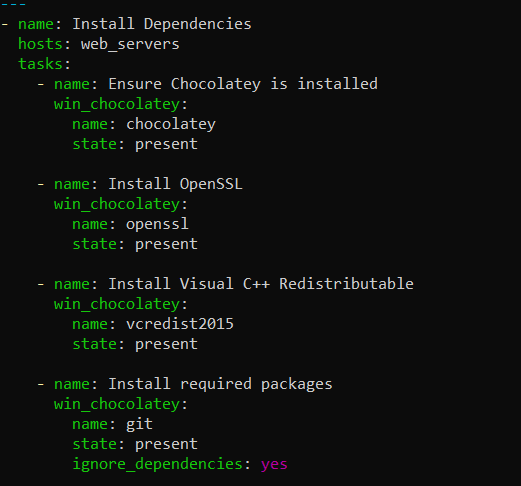 ---
- name: Install Dependencies
  hosts: web_servers
  tasks:
    - name: Ensure Chocolatey is installed
      win_chocolatey:
        name: chocolatey
        state: present

    - name: Install OpenSSL
      win_chocolatey:
        name: openssl
        state: present

    - name: Install Visual C++ Redistributable
      win_chocolatey:
        name: vcredist2015
        state: present

    - name: Install required packages
      win_chocolatey:
        name: git
        state: present
        ignore_dependencies: yes